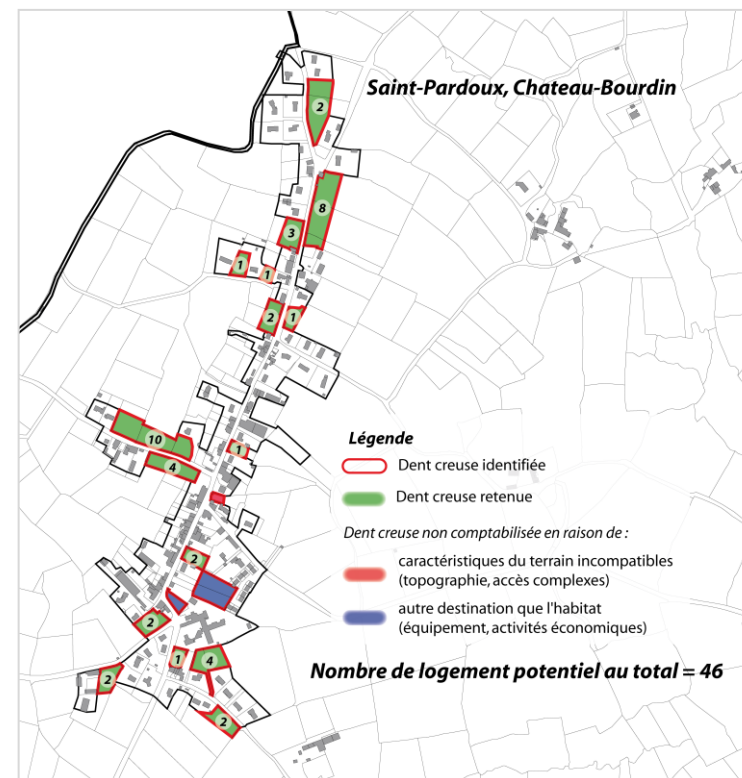 Saint-Pardoux, Chateau-Bourdin
2
8
3
1
1
2
1
10
1
4
Légende
Dent creuse identifiée
Dent creuse retenue
Dent creuse non comptabilisée en raison de :
caractéristiques du terrain incompatibles
(topographie, accès complexes)
autre destination que l'habitat
(équipement, activités économiques)
2
2
1
4
2
2
Nombre de logement potentiel au total = 46